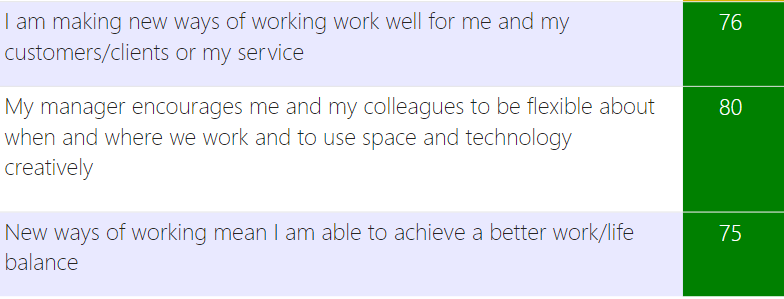 I am making new ways of working work well for me and my 76
customers/clients or my service
My manager encourages me and my colleagues to be flexible about 80
when and where we work and to use space and technology
creatively
New ways of working mean I am able to achieve a better work/life 75
balance